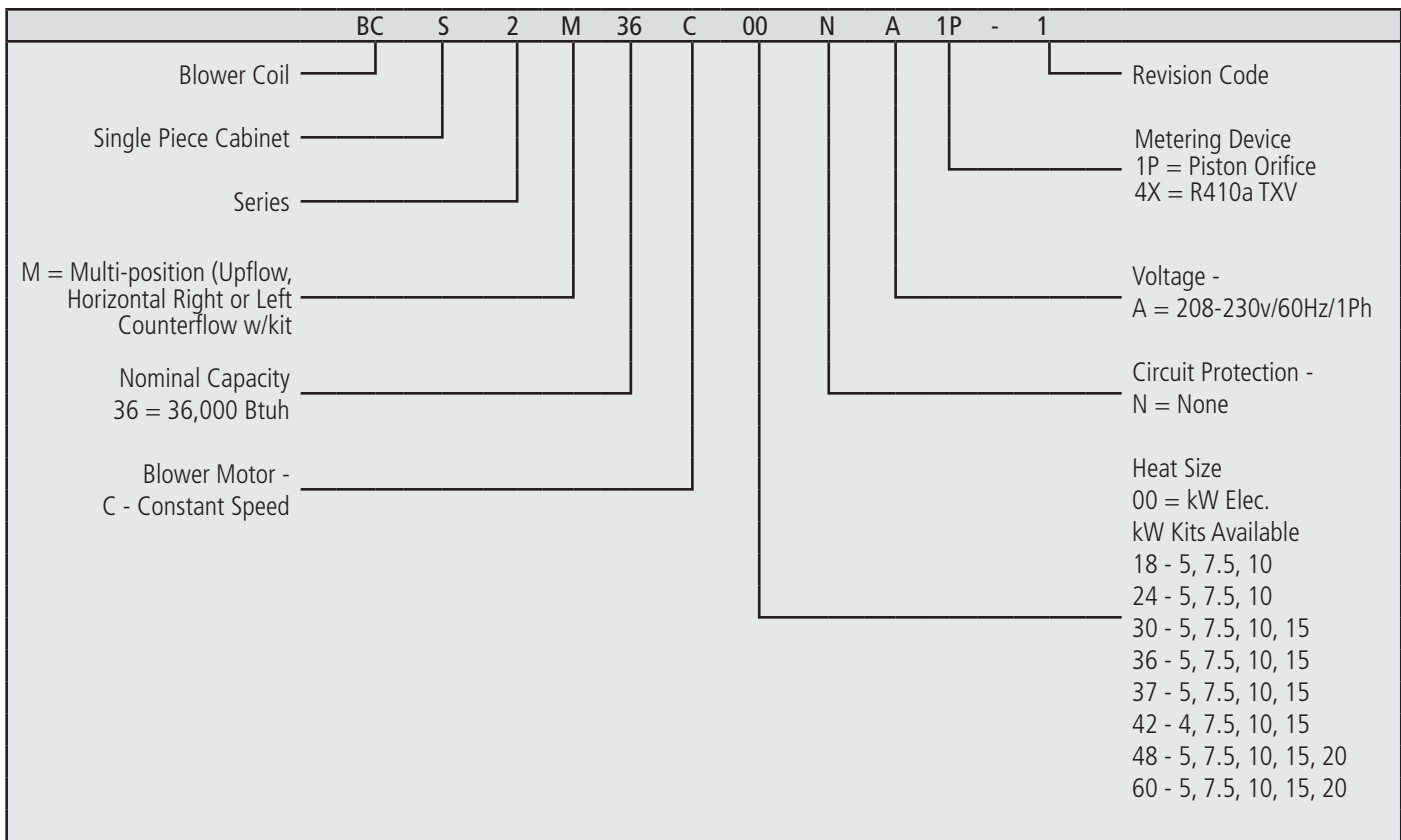 BC S 2 M 36 C 00 N A 1P - 1
Blower Coil
Single Piece Cabinet
Series
M = Multi-position (Upflow,
Horizontal Right or Left
Counterflow w/kit
Nominal Capacity
36 = 36,000 Btuh
Blower Motor -
C - Constant Speed
Revision Code
Metering Device
1P = Piston Orifice
4X = R410a TXV
Voltage -
A = 208-230v/60Hz/1Ph
Circuit Protection -
N = None
Heat Size
00 = kW Elec.
kW Kits Available
18 - 5, 7.5, 10
24 - 5, 7.5, 10
30 - 5, 7.5, 10, 15
36 - 5, 7.5, 10, 15
37 - 5, 7.5, 10, 15
42 - 4, 7.5, 10, 15
48 - 5, 7.5, 10, 15, 20
60 - 5, 7.5, 10, 15, 20